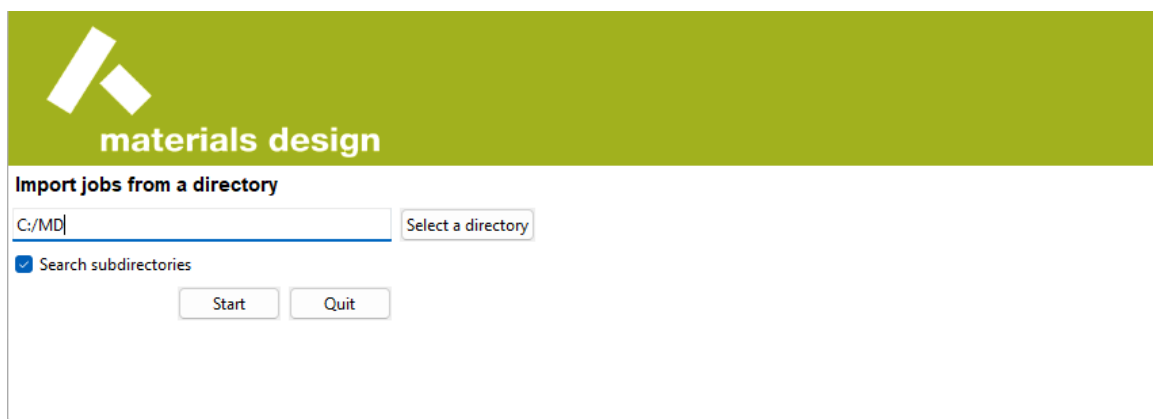 materials design
Import jobs from a directory
C:/MD Select a directory
Search subdirectories
Start Quit